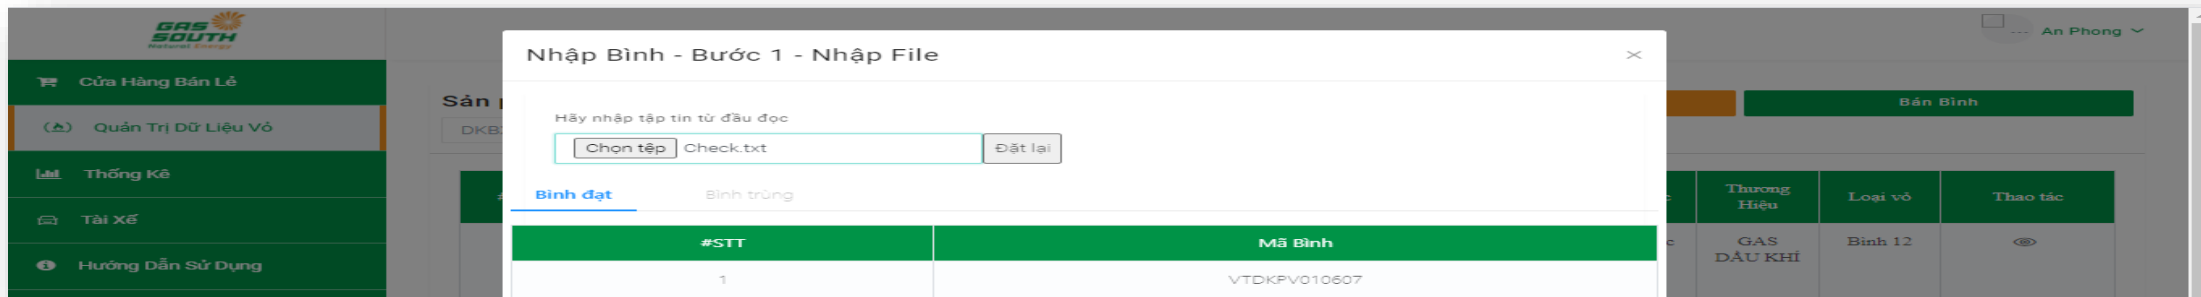 GAS
SOUTH
Natural Energy
An Phong
Cửa Hàng Bán Lẻ
Quản Trị Dữ Liệu Vỏ
Thống Kê
Tài Xế
Hướng Dẫn Sử Dụng
Nhập Bình - Bước 1 - Nhập File
Hãy nhập tập tin từ đầu đọc
Chọn tệp Check.txt Đặt lại
Bình đạt Bình trùng
#STT Mã Bình
1 VTDKPV010607
Sản
DKB
Bán Bình
Thương Hiệu Loại vỏ Thao tác
GAS DẦU KHÍ Bình 12